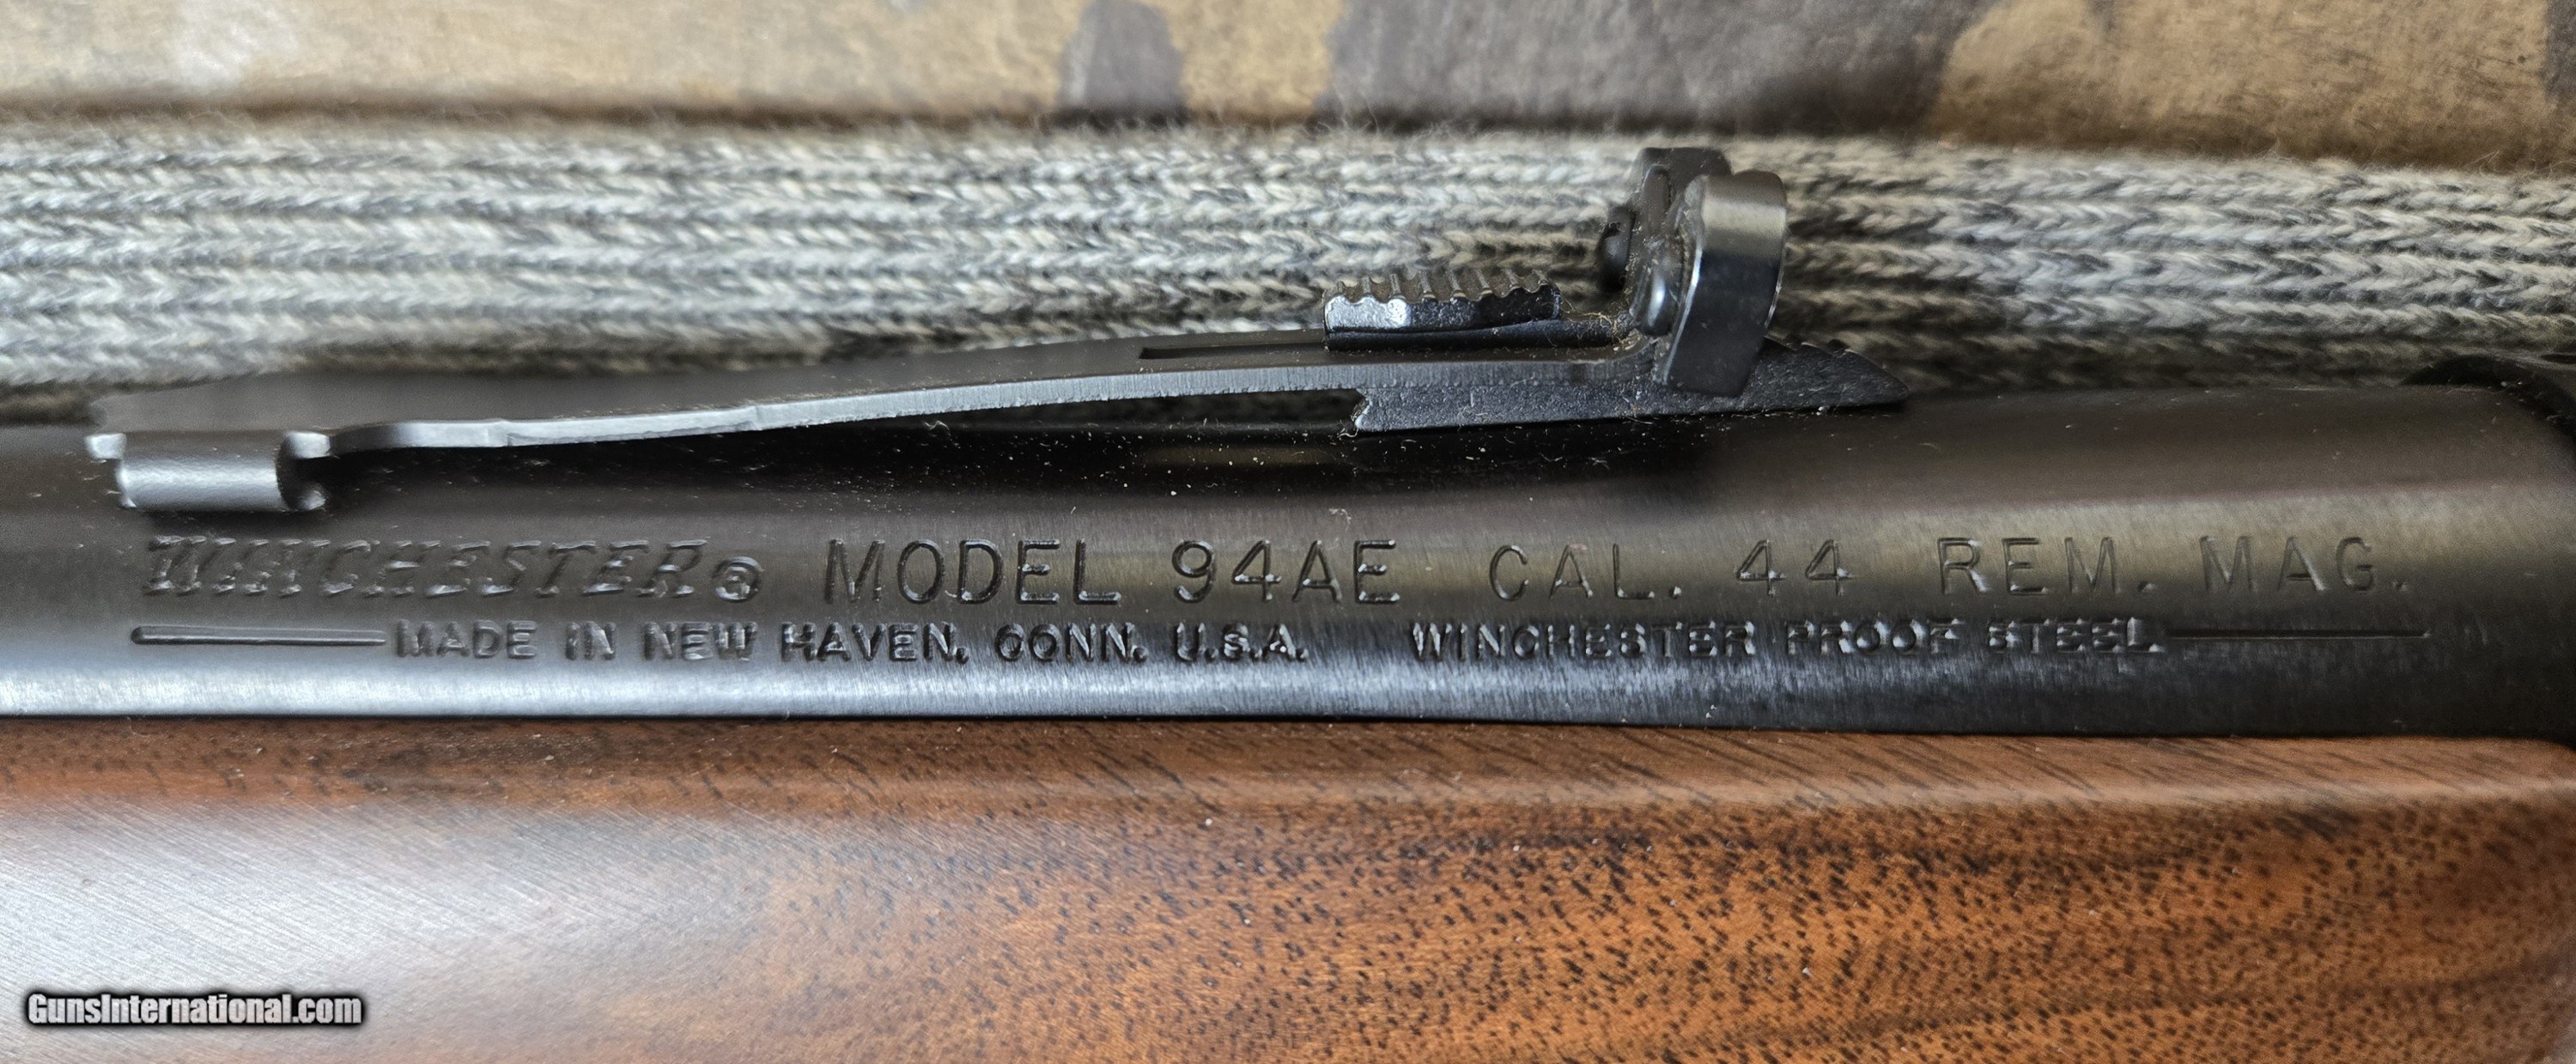 WINCHESTER® MODEL 94AE CAL. 44 REM. MAG.
MADE IN NEW HAVEN, CONN. U.S.A. WINCHESTER PROOF STEEL
GunsInternational.com